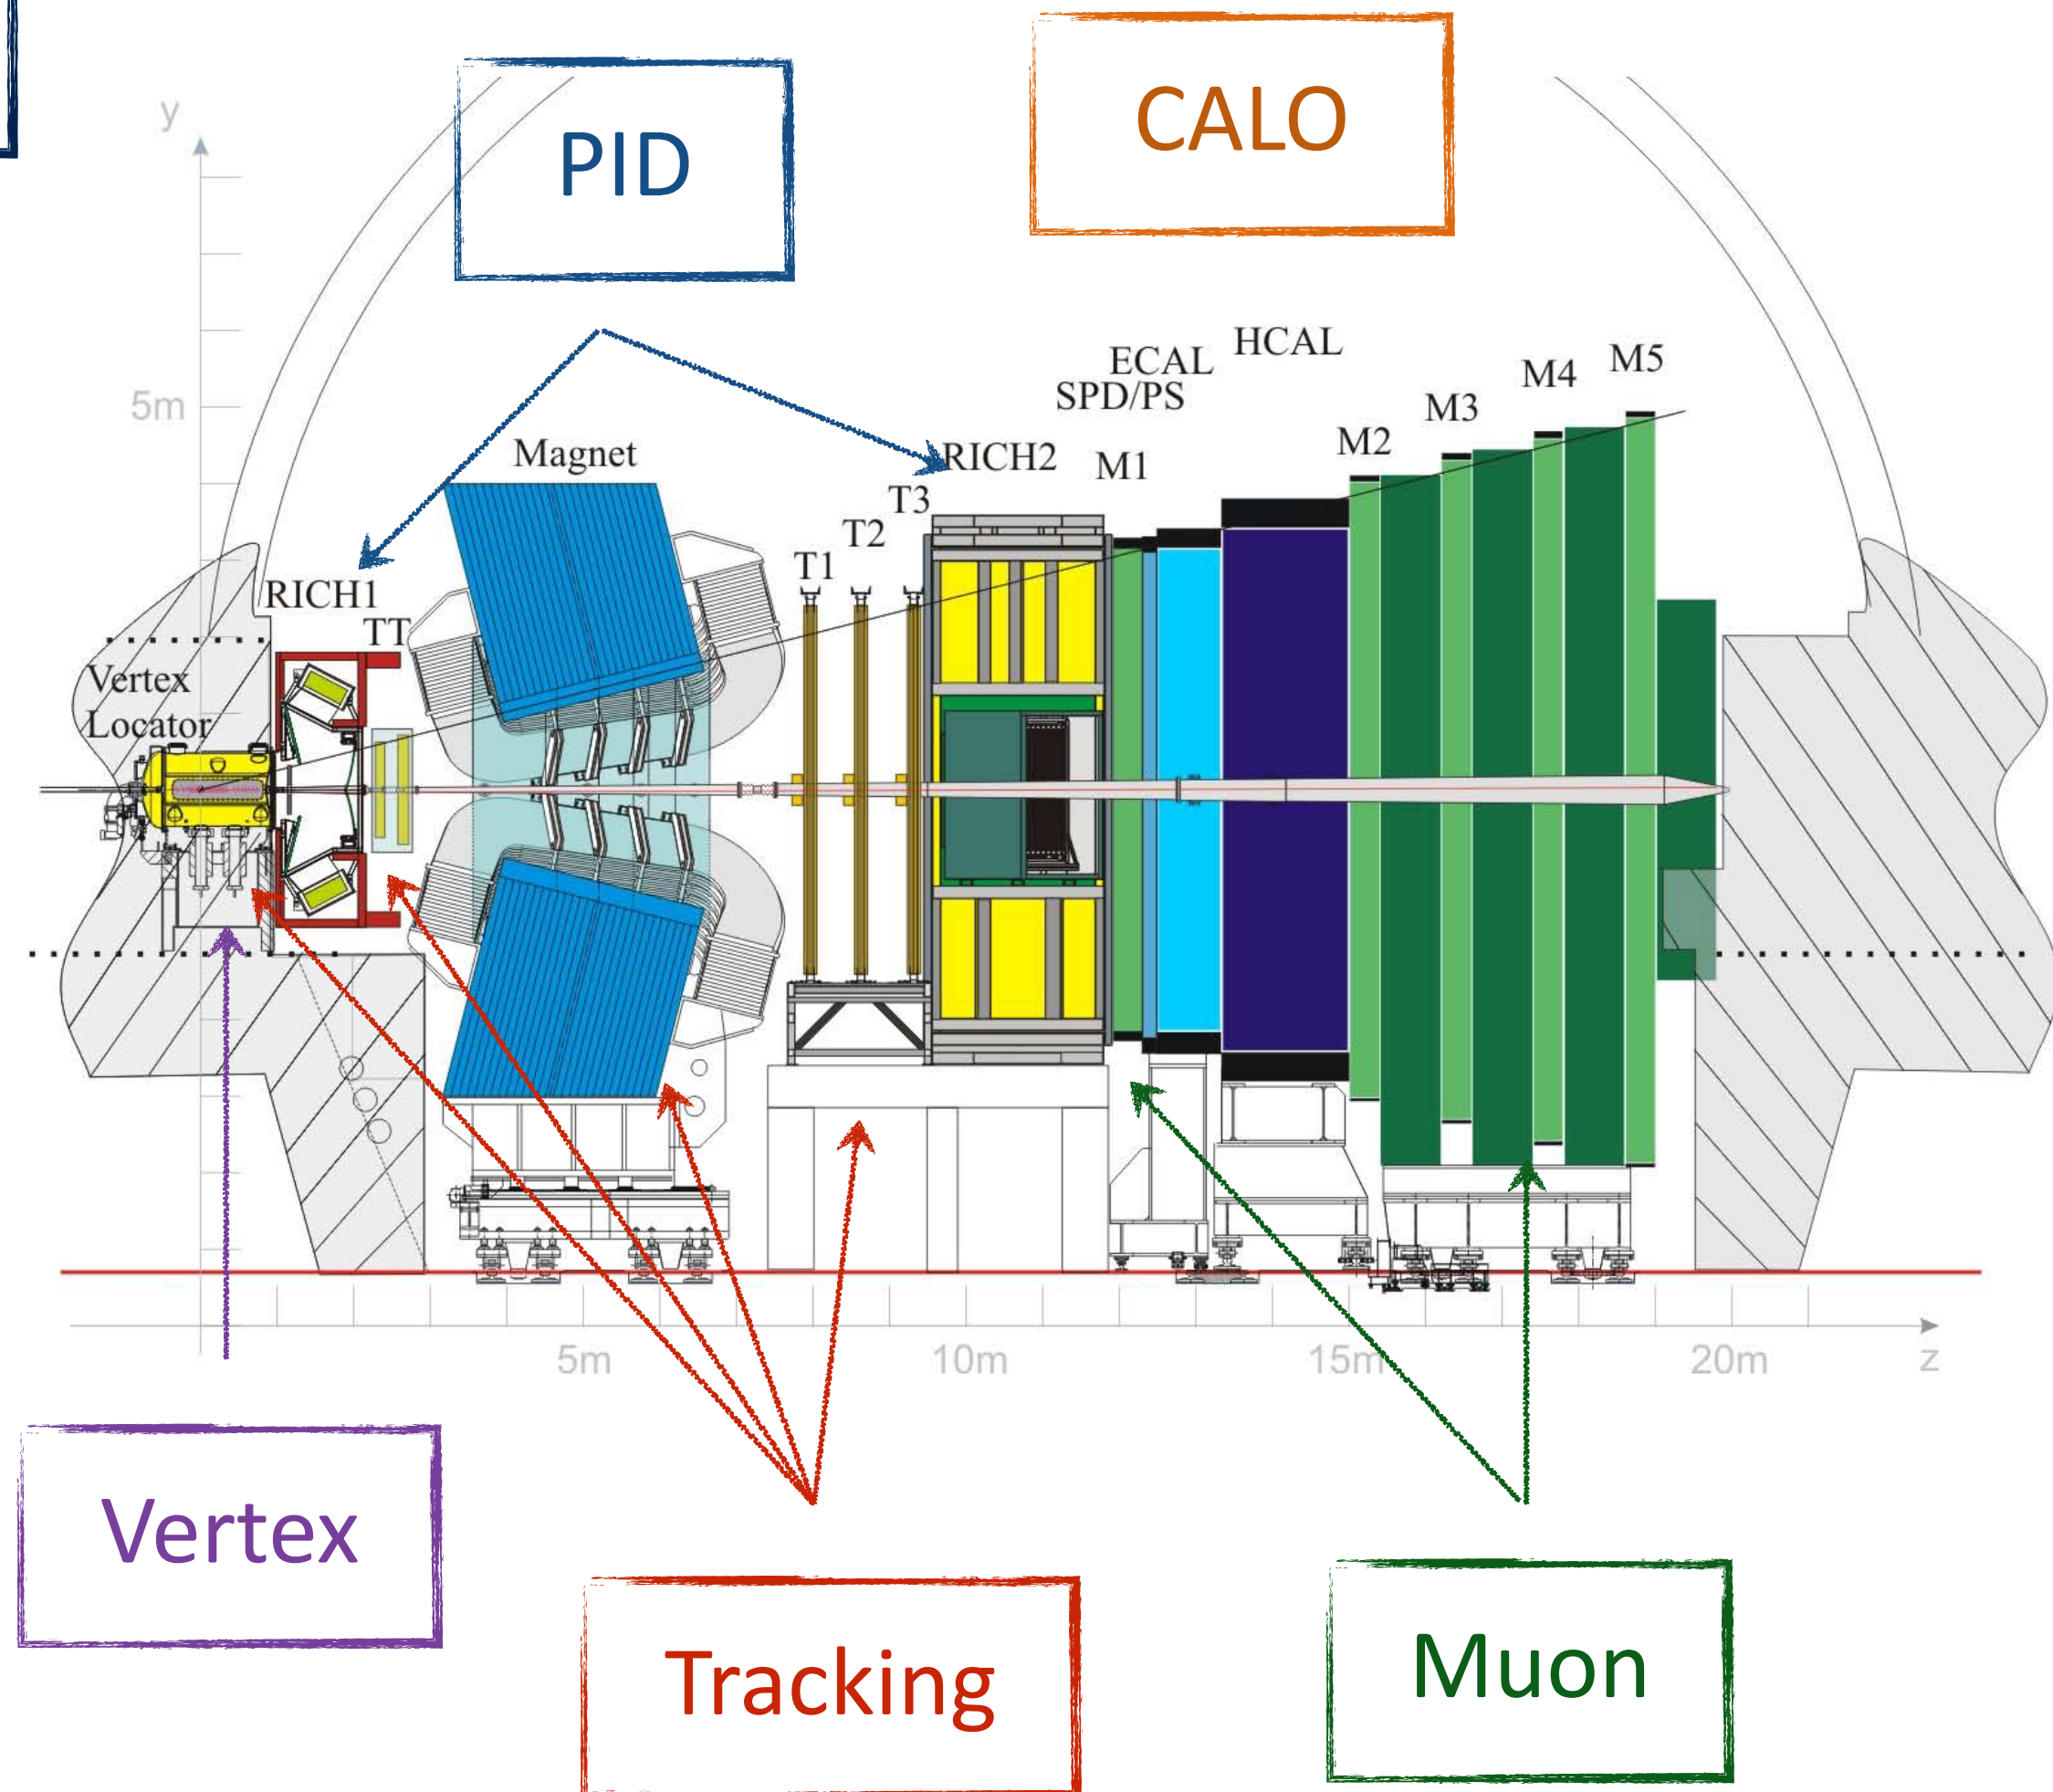 CALO
PID
y
HCAL
ECAL
M5
M4
SPD/PS
5m
M3
M2
Magnet
RICH2
M1
T3
T2
T1
RICH1
TT
Vertex
Locator
5m
10m
15m
20m
z
Vertex
Tracking
Muon